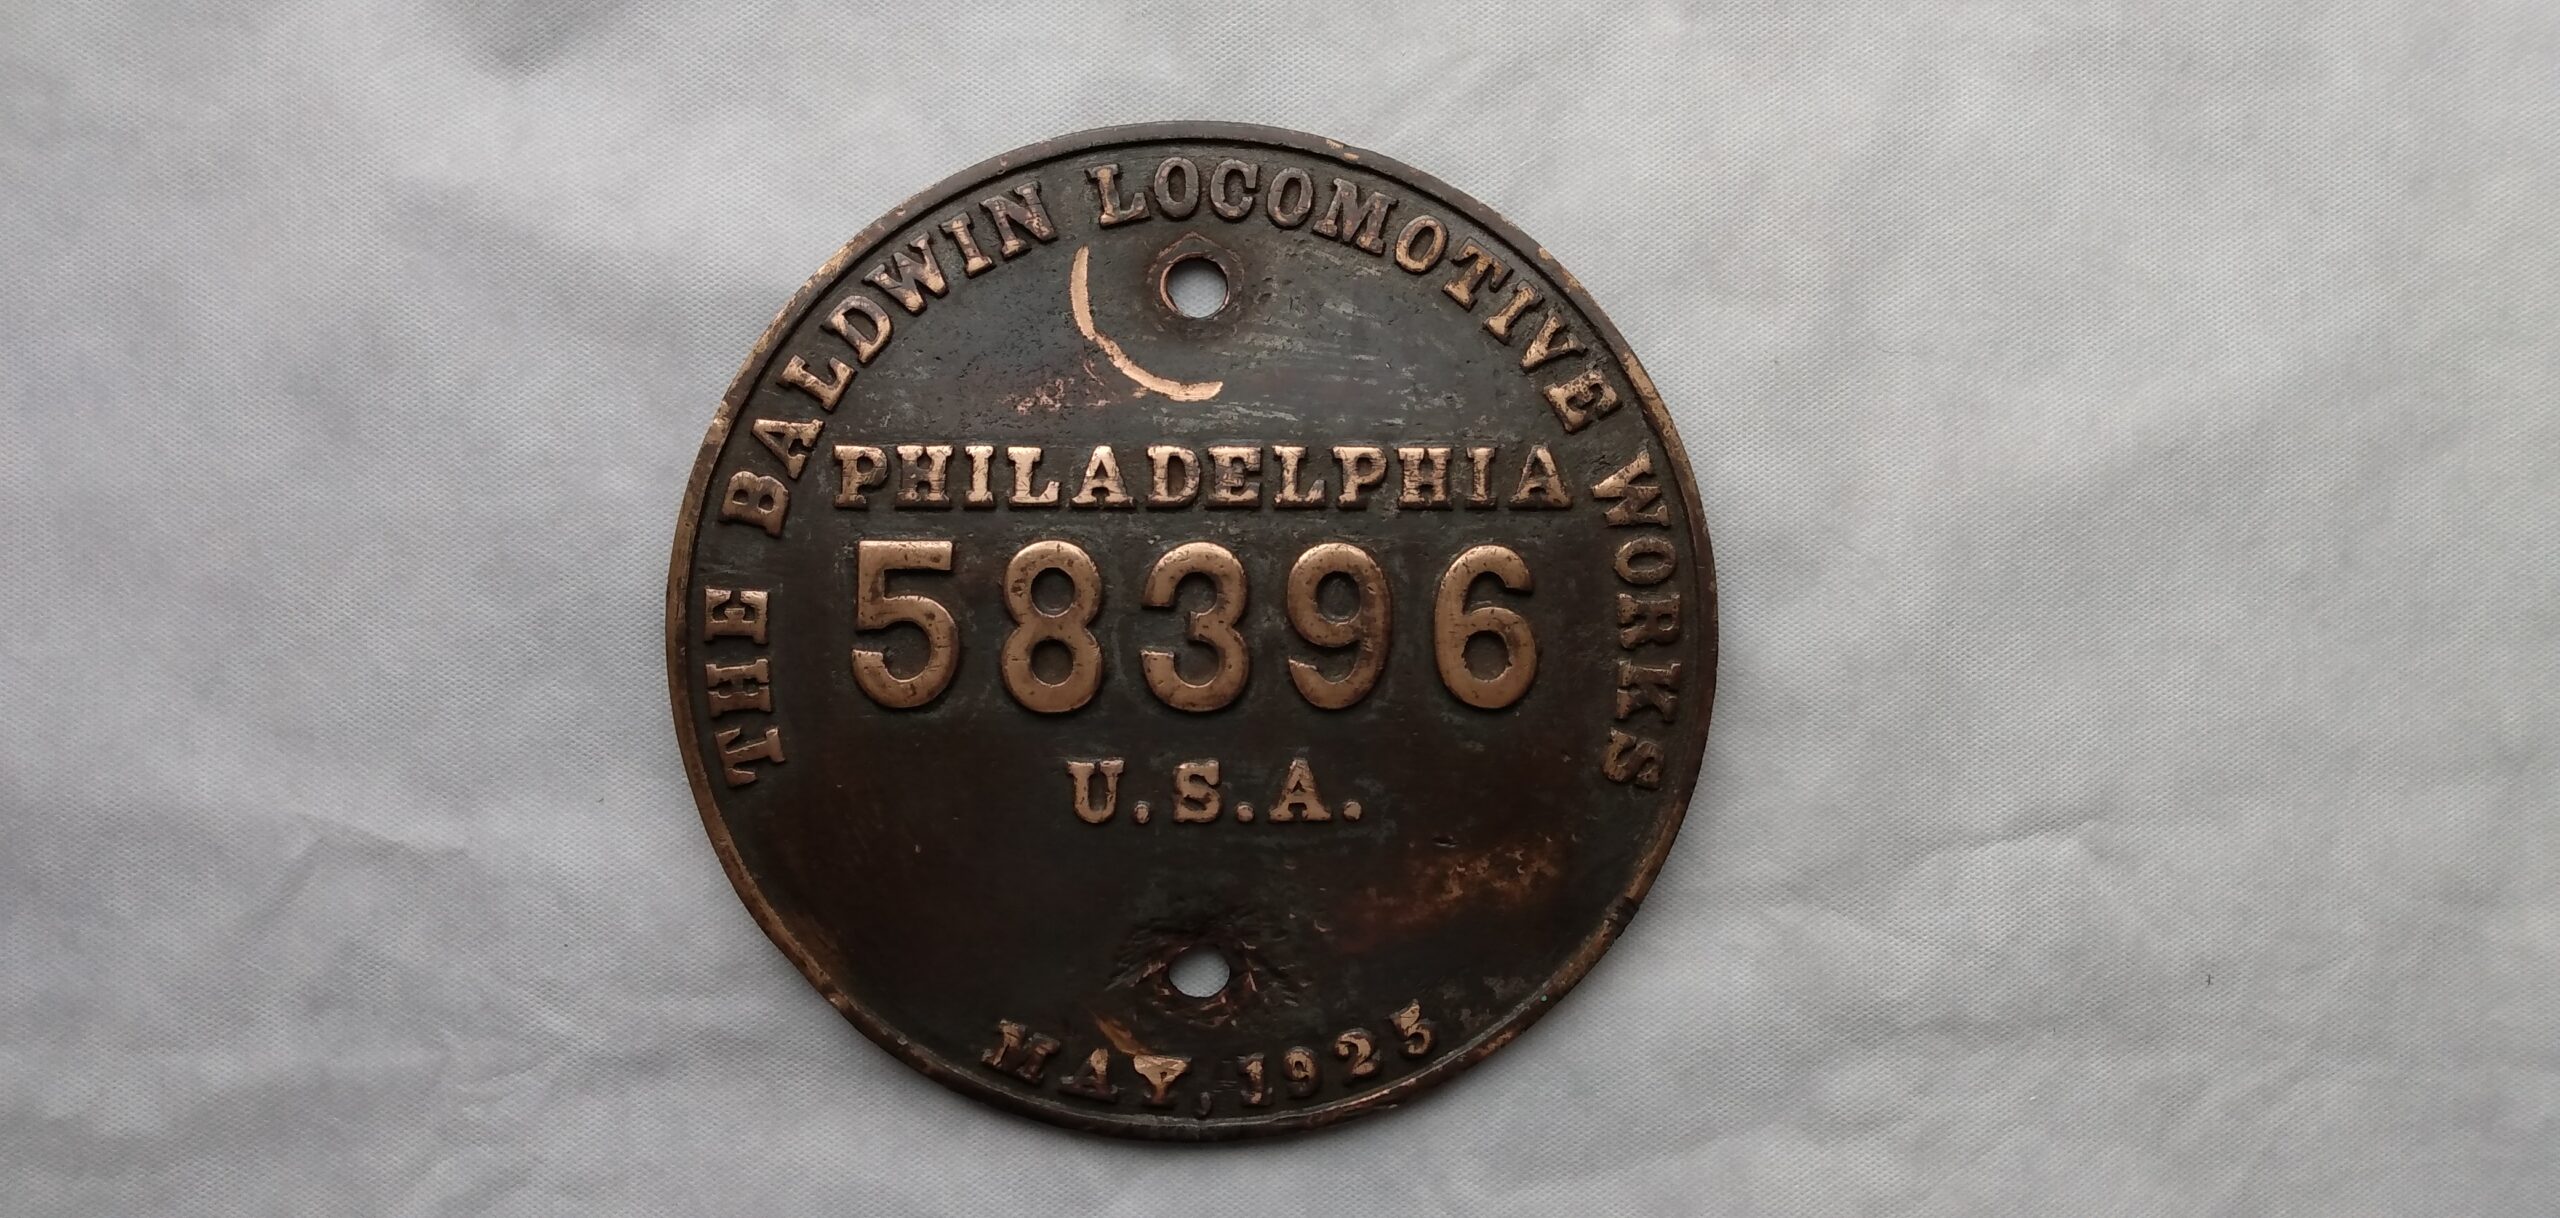 THE BALDWIN LOCOMOTIVE WORKS
PHILADELPHIA
58396
U.S.A.
MAY, 1925